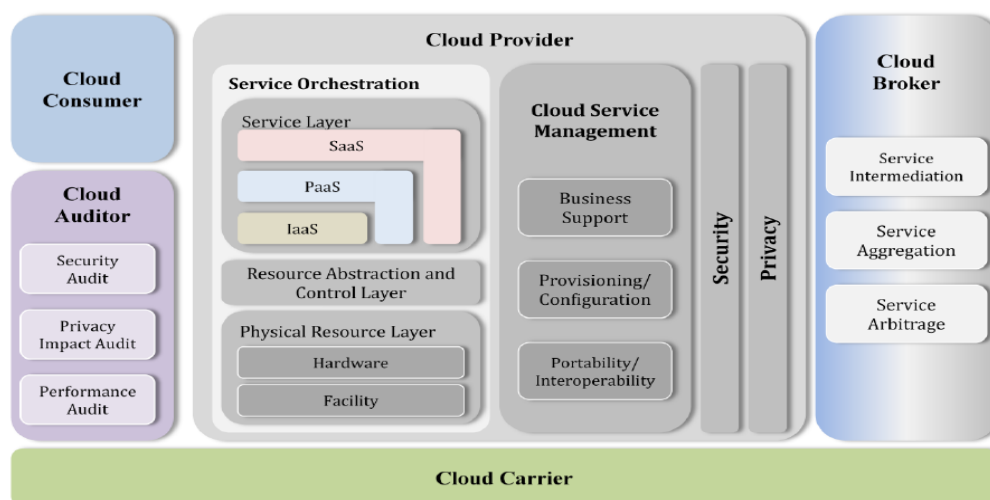 Cloud
Consumer
Cloud
Auditor
Security
Audit
Privacy
Impact Audit
Performance
Audit
Cloud Provider
Service Orchestration
Service Layer
SaaS
PaaS
IaaS
Resource Abstraction and
Control Layer
Physical Resource Layer
Hardware
Facility
Cloud Service
Management
Business
Support
Provisioning/
Configuration
Portability/
Interoperability
Security
Privacy
Cloud
Broker
Service
Intermediation
Service
Aggregation
Service
Arbitrage
Cloud Carrier